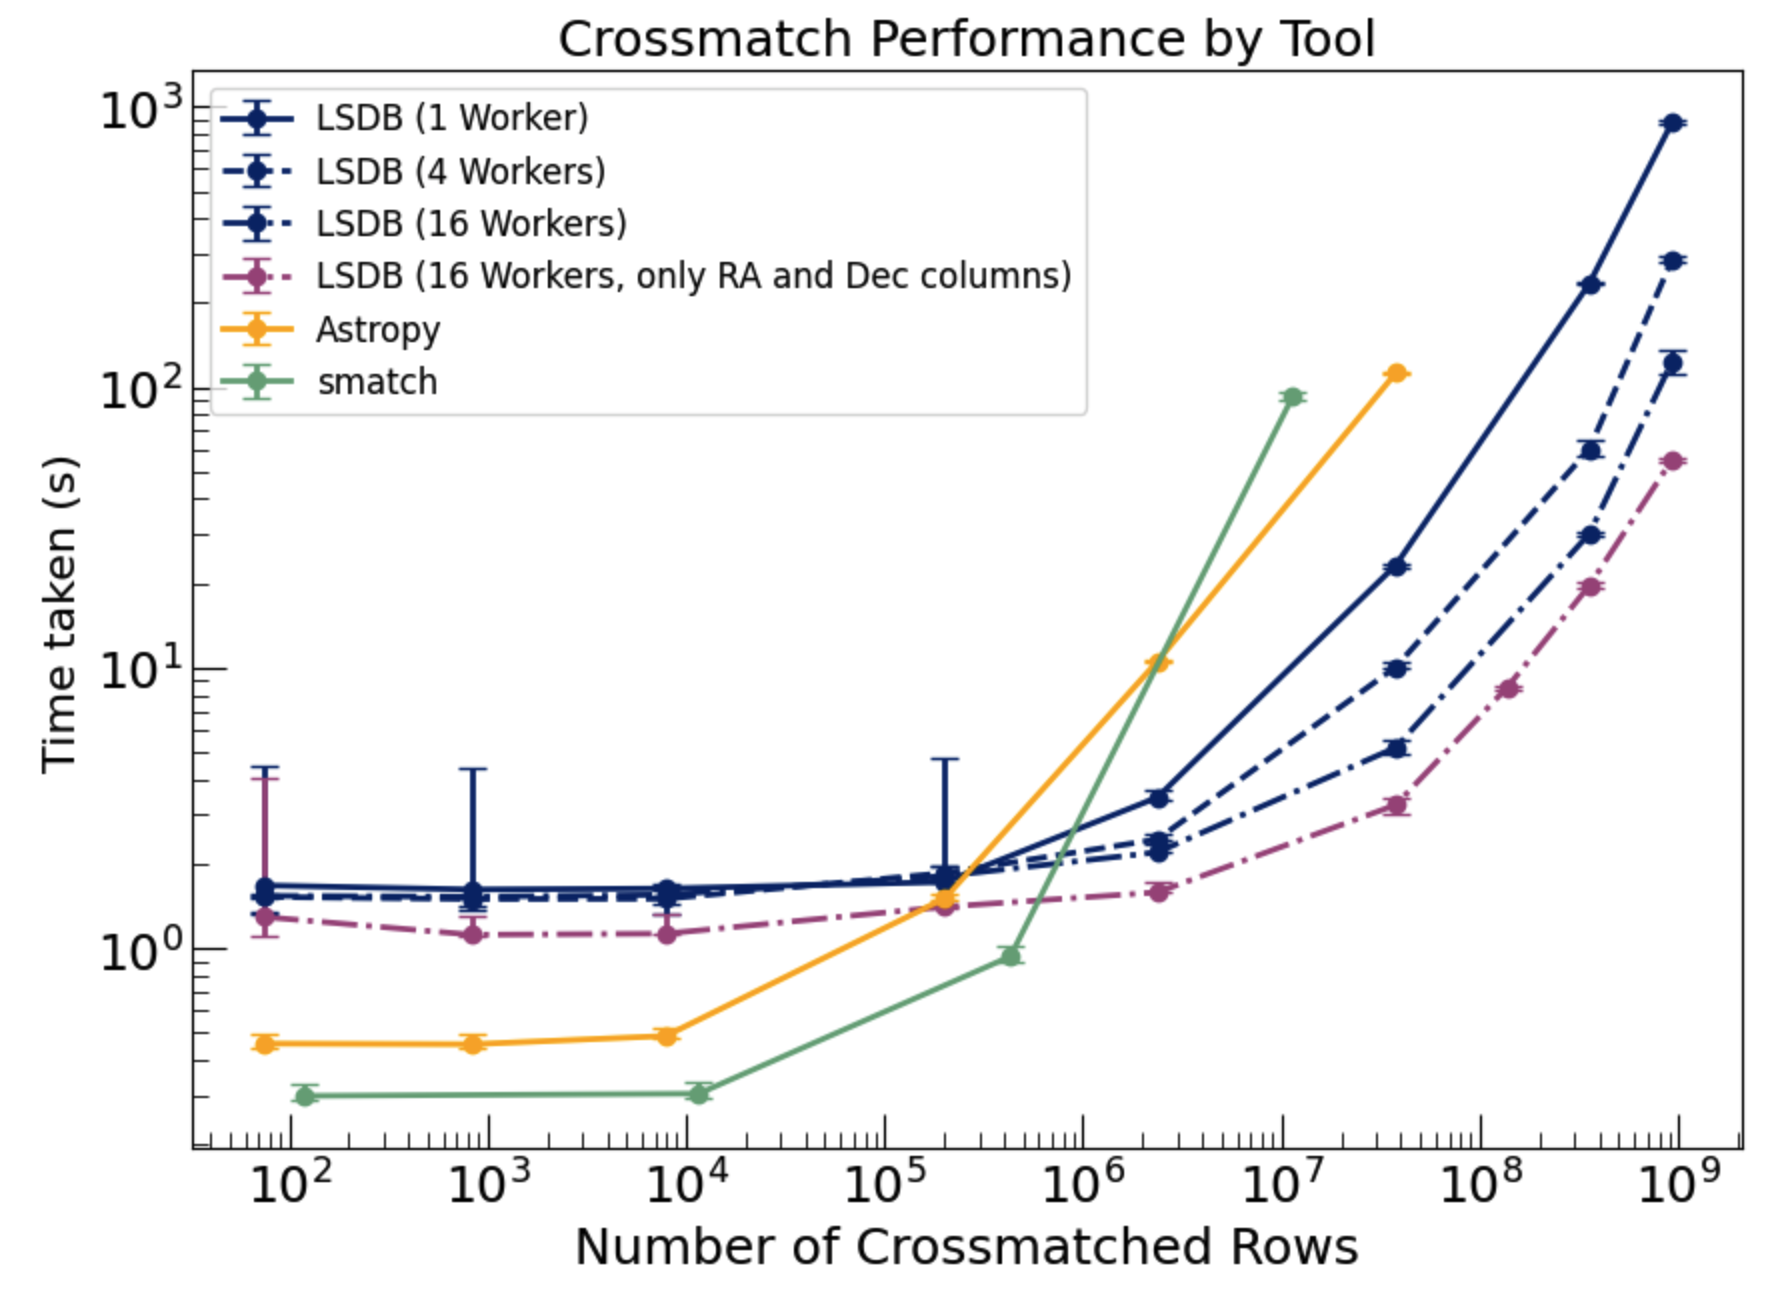 Crossmatch Performance by Tool
10³
10²
10¹
10⁰
Time taken (s)
LSDB (1 Worker)
LSDB (4 Workers)
LSDB (16 Workers)
LSDB (16 Workers, only RA and Dec columns)
Astropy
smatch
10² 10³ 10⁴ 10⁵ 10⁶ 10⁷ 10⁸ 10⁹
Number of Crossmatched Rows